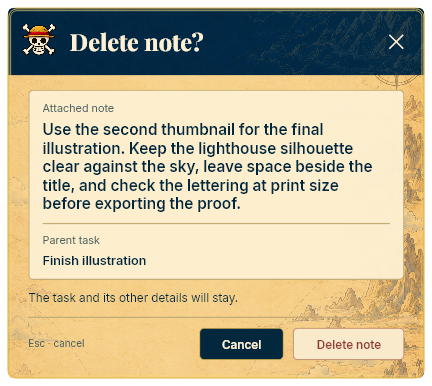 Delete note?
Attached note
Use the second thumbnail for the final
illustration. Keep the lighthouse silhouette
clear against the sky, leave space beside the
title, and check the lettering at print size
before exporting the proof.
Parent task
Finish illustration
The task and its other details will stay.
Esc · cancel
Cancel
Delete note